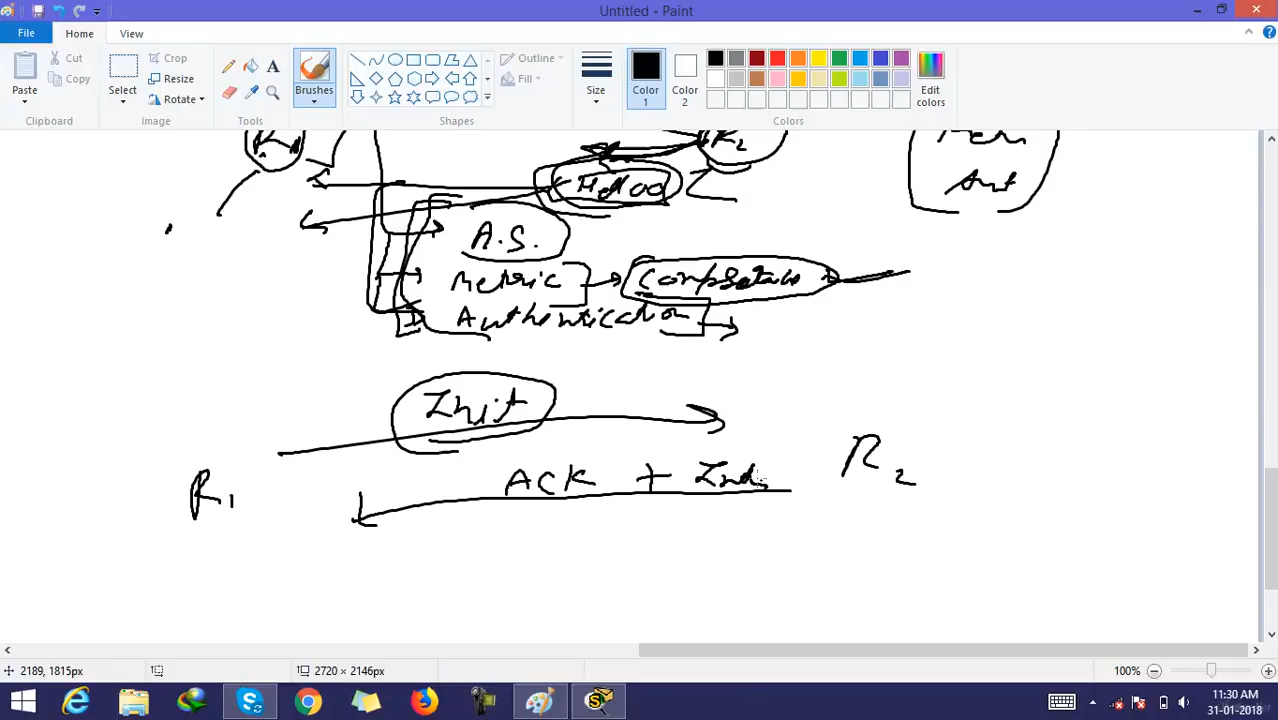 Untitled - Paint
File Home View
Paste Cut Copy Clipboard
Select Crop Resize Rotate Image
Tools
Brushes
Shapes Outline Fill
Size
Color 1 Color 2 Colors Edit colors
R2
Hello
Aut
A.S.
Metric
Authentication
Init
ACK +
R1
R2
2189, 1815px 2720 × 2146px 100%
11:30 AM
31-01-2018